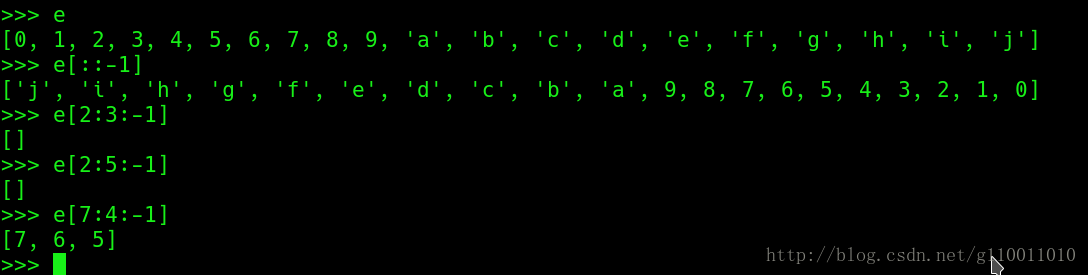 >>> e
[0, 1, 2, 3, 4, 5, 6, 7, 8, 9, 'a', 'b', 'c', 'd', 'e', 'f', 'g', 'h', 'i', 'j']
>>> e[::-1]
['j', 'i', 'h', 'g', 'f', 'e', 'd', 'c', 'b', 'a', 9, 8, 7, 6, 5, 4, 3, 2, 1, 0]
>>> e[2:3:-1]
[]
>>> e[2:5:-1]
[]
>>> e[7:4:-1]
[7, 6, 5]
>>>
http://blog.csdn.net/g110011010